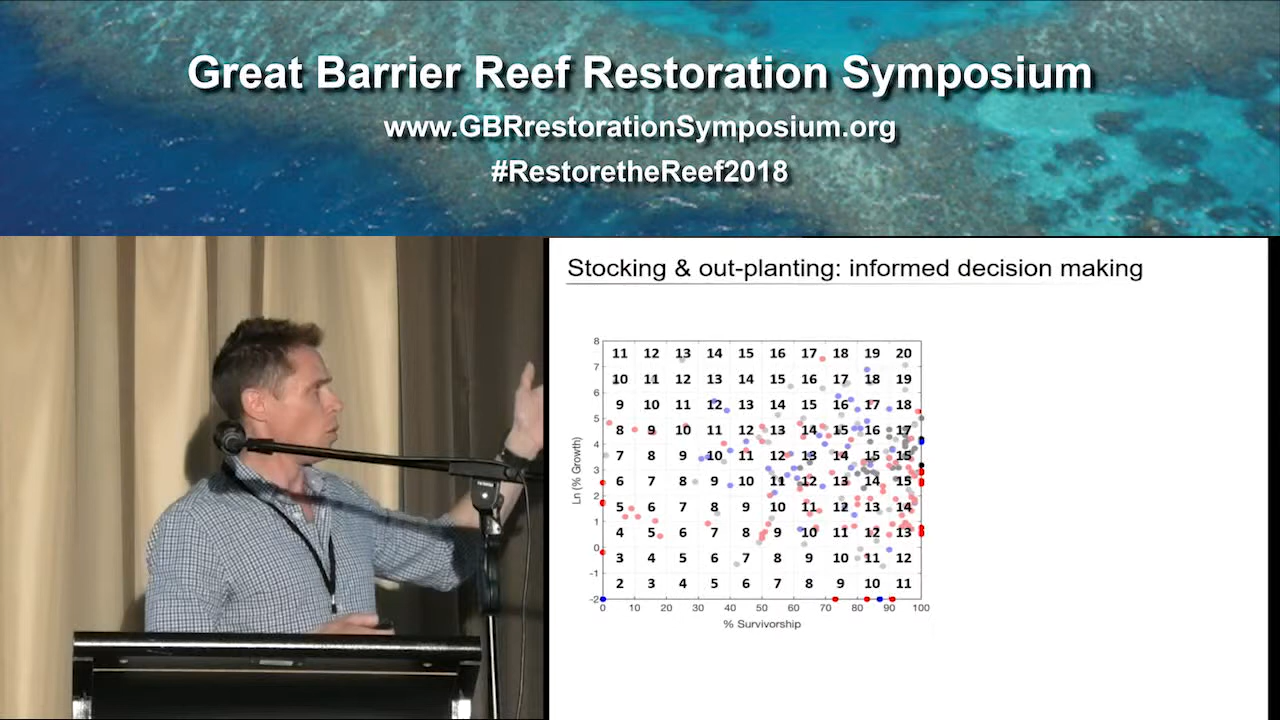 Great Barrier Reef Restoration Symposium
www.GBRrestorationSymposium.org
#RestoretheReef2018
Stocking & out-planting: informed decision making
8 11 12 13 14 15 16 17 18 19 20
7
10 11 12 13 14 15 16 17 18 19
6
9 10 11 12 13 14 15 16 17 18
5
8 9 10 11 12 13 14 15 16 17
4
7 8 9 10 11 12 13 14 15 15
3
6 7 8 9 10 11 12 13 14 15
2
5 6 7 8 9 10 11 12 13 14
1
4 5 6 7 8 9 10 11 12 13
0
3 4 5 6 7 8 9 10 11 12
-1
2 3 4 5 6 7 8 9 10 11
-2
0 10 20 30 40 50 60 70 80 90 100
Ln (% Growth)
% Survivorship